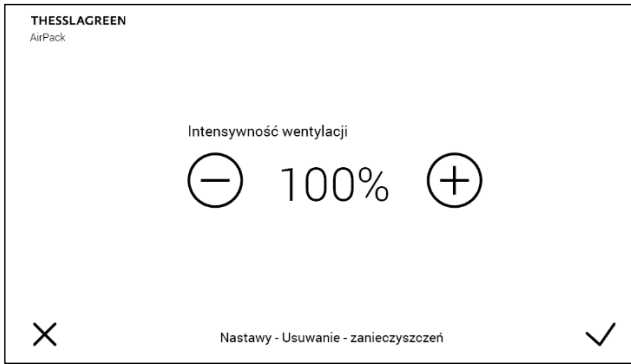 THESSLAGREEN
AirPack
Intensywność wentylacji
100%
Nastawy - Usuwanie - zanieczyszczeń